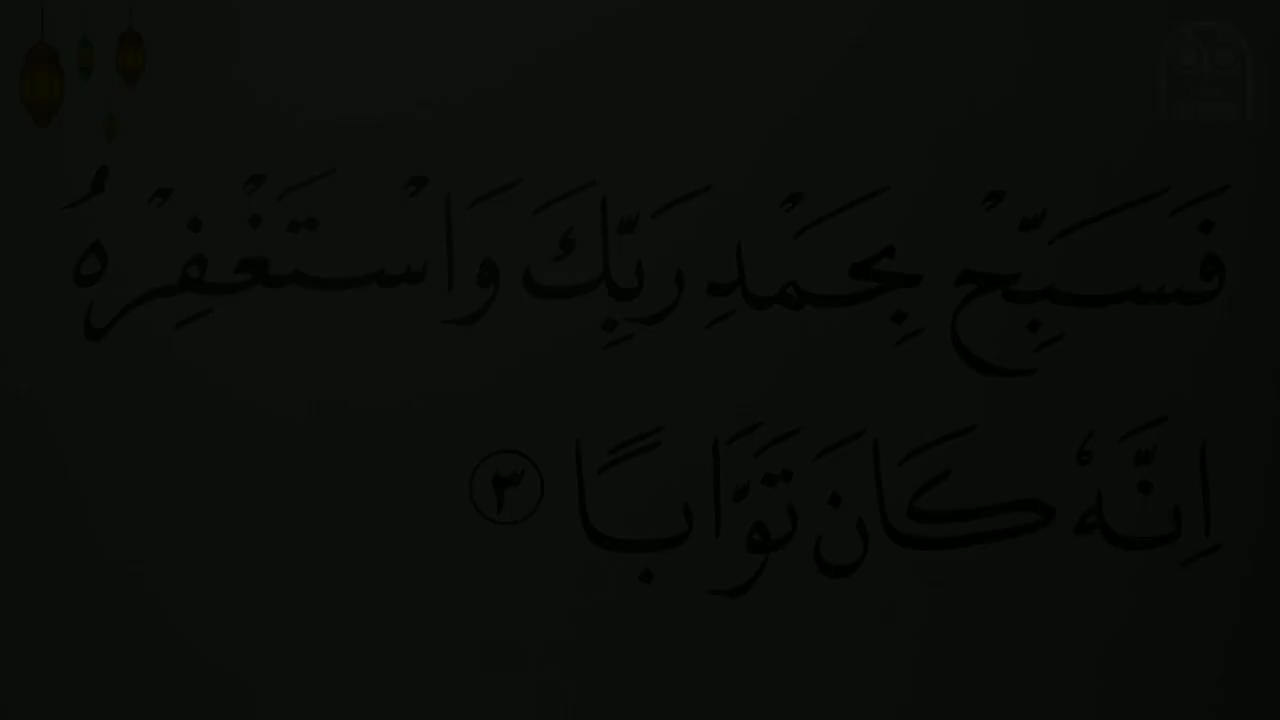 فَسَبِّحْ بِحَمْدِ رَبِّكَ وَاسْتَغْفِرْهُ
اِنَّهٗ كَانَ تَوَّابًا ٣